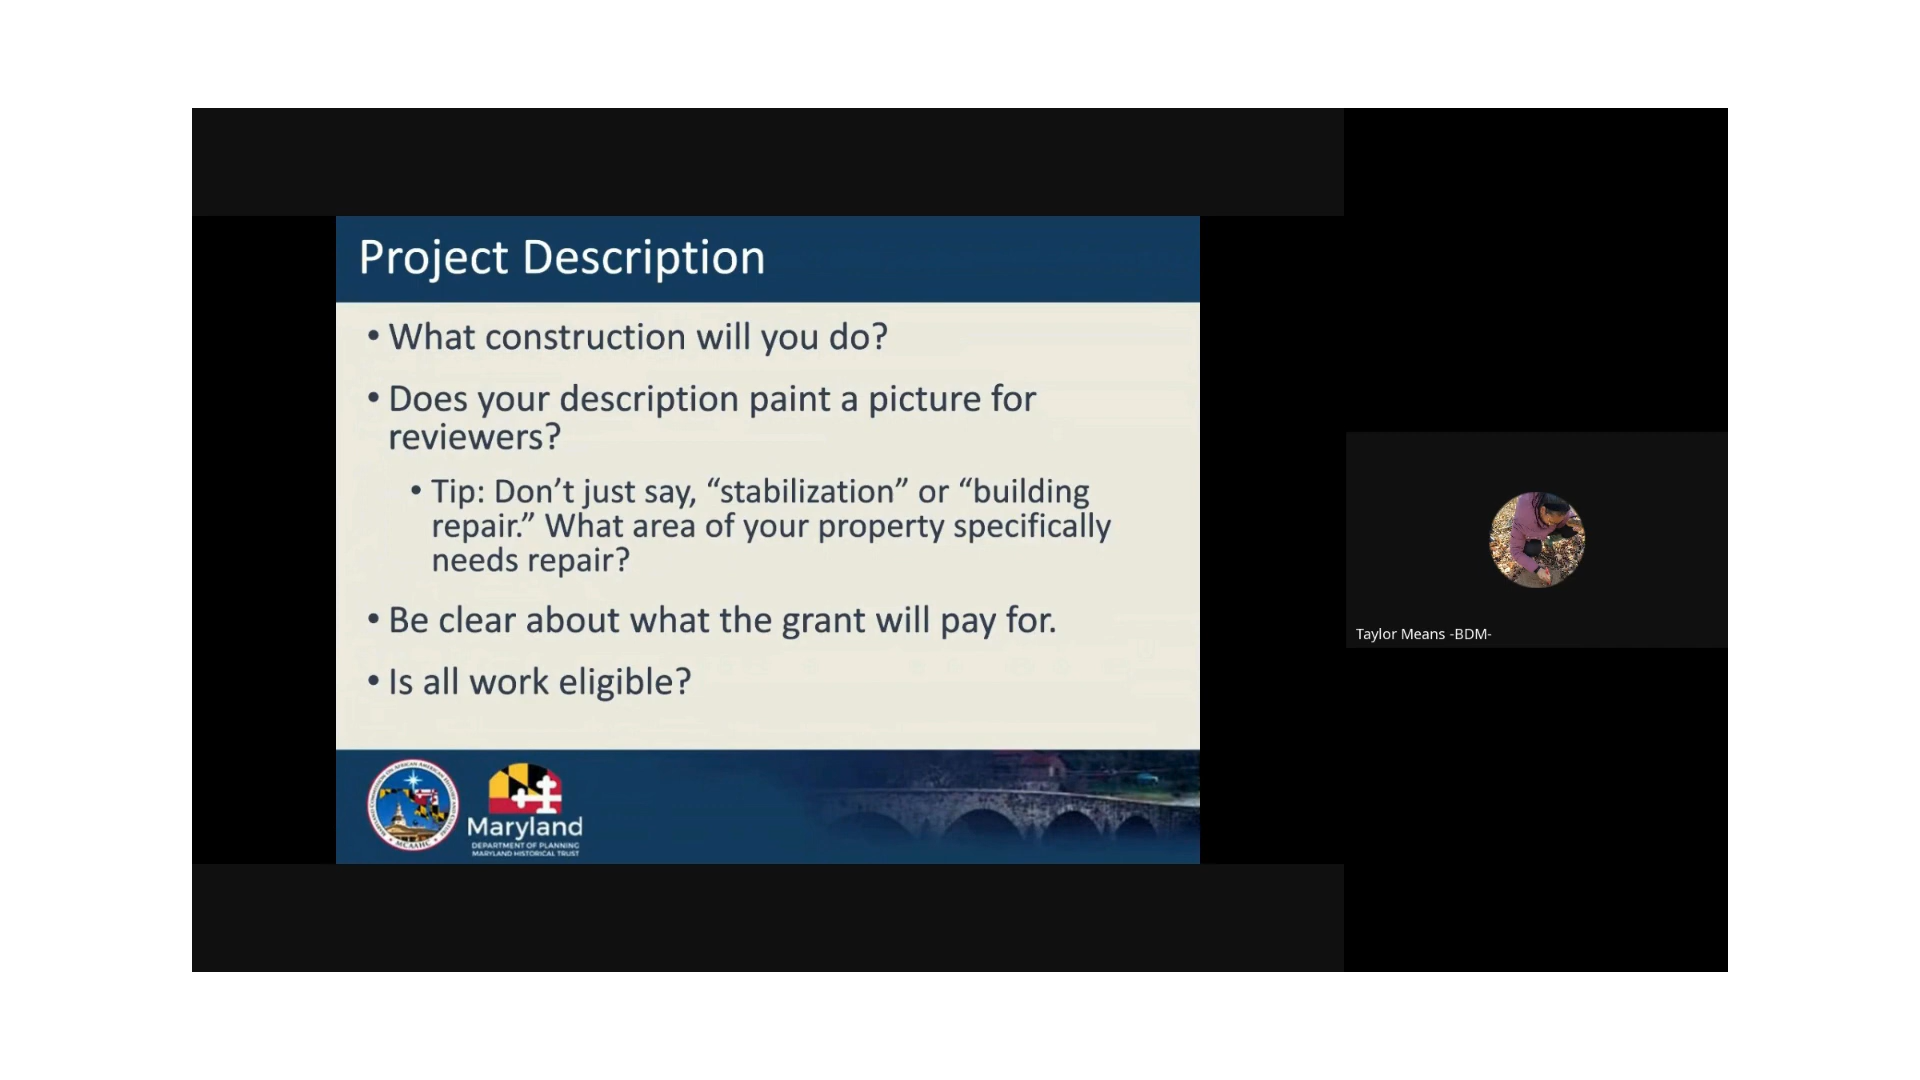 Project Description
• What construction will you do?
• Does your description paint a picture for
reviewers?
• Tip: Don’t just say, “stabilization” or “building
repair.” What area of your property specifically
needs repair?
• Be clear about what the grant will pay for.
• Is all work eligible?
MCAAHC
Maryland
DEPARTMENT OF PLANNING
MARYLAND HISTORICAL TRUST
Taylor Means -BDM-